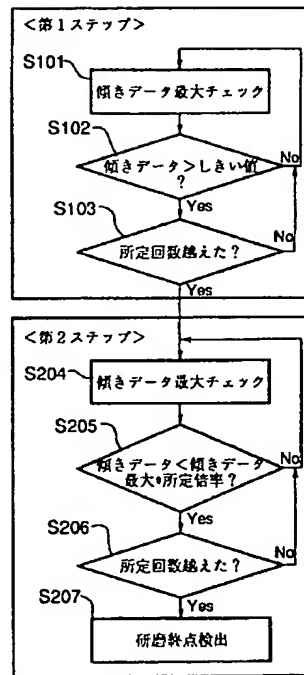 <第1ステップ>
S101
傾きデータ最大チェック
S102
傾きデータ>しきい値
?
No
Yes
S103
所定回数越えた?
No
Yes
<第2ステップ>
S204
傾きデータ最大チェック
S205
傾きデータ<傾きデータ
最大*所定倍率?
No
Yes
S206
所定回数越えた?
No
Yes
S207
研磨終点検出